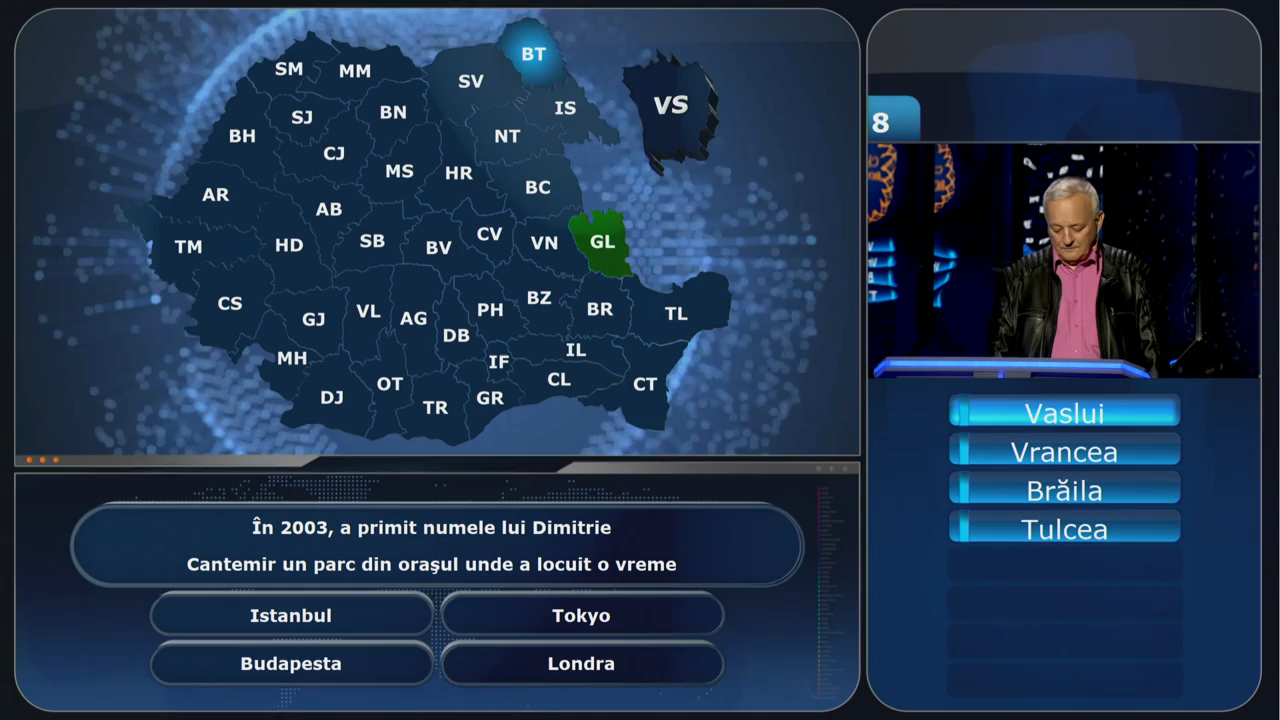 BT
SM
MM
SV
VS
SJ
BN
IS
BH
NT
CJ
MS
HR
BC
AR
AB
TM
HD
SB
BV
CV
VN
GL
CS
GJ
VL
AG
PH
BZ
BR
TL
DB
MH
IF
IL
DJ
OT
TR
GR
CL
CT
8
Vaslui
Vrancea
Brăila
Tulcea
În 2003, a primit numele lui Dimitrie
Cantemir un parc din oraşul unde a locuit o vreme
Istanbul
Tokyo
Budapesta
Londra